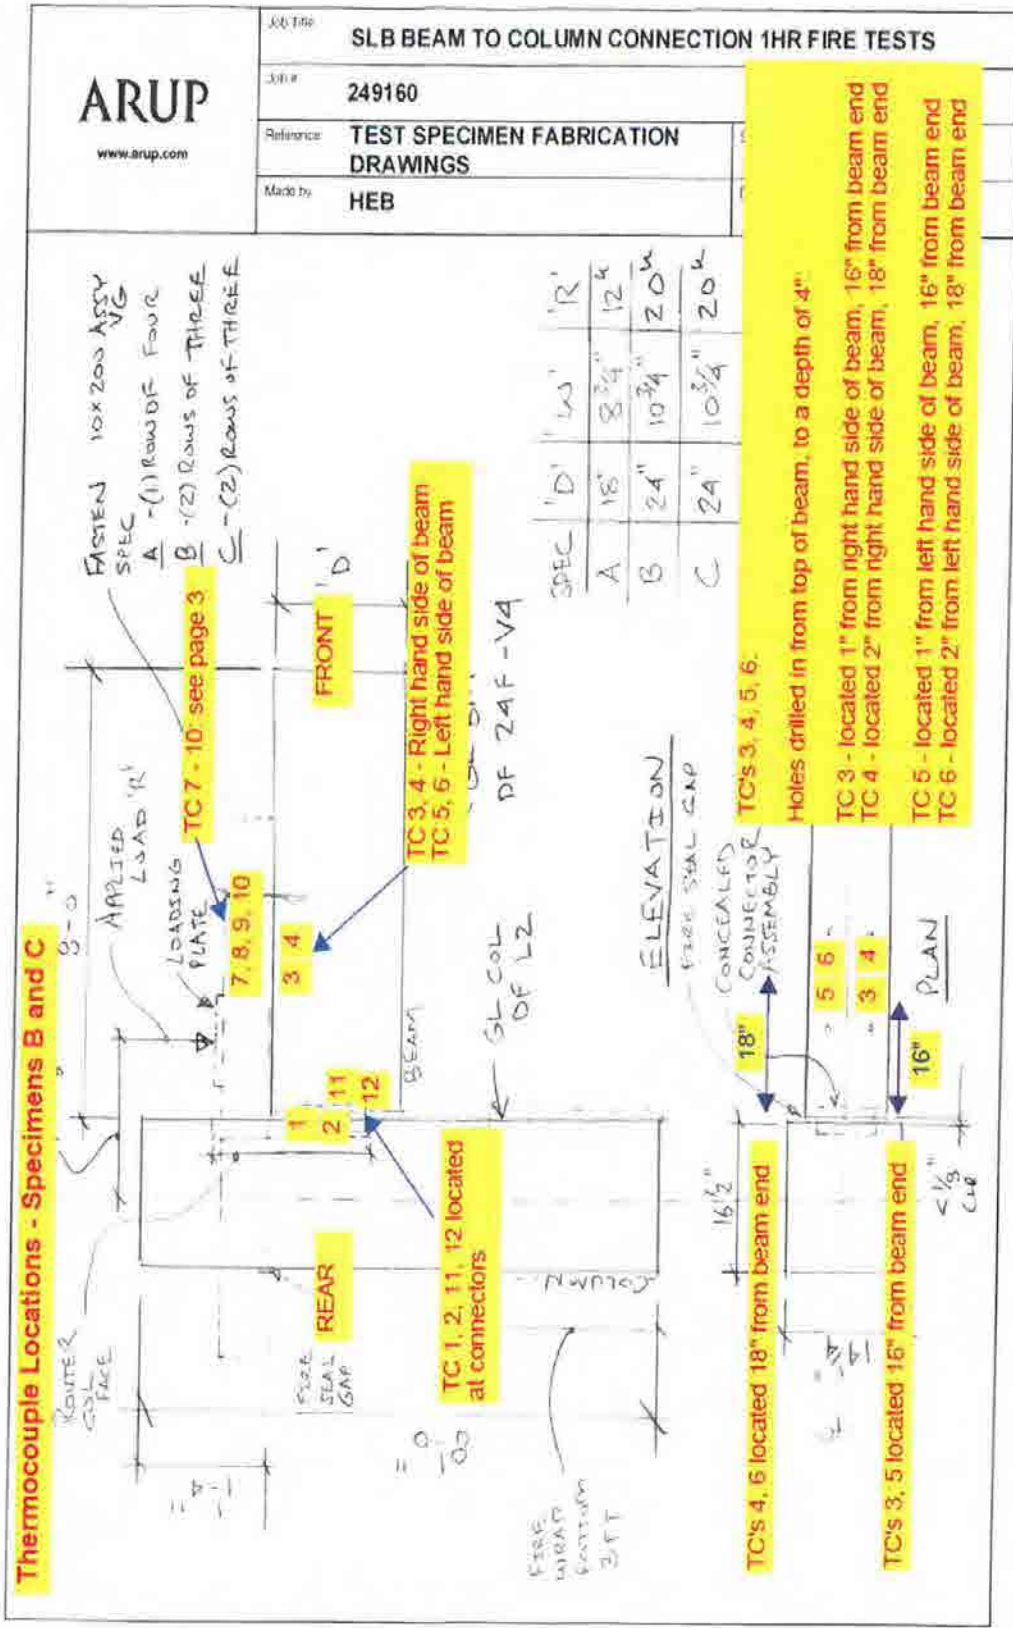 ARUP
www.arup.com
Job Title
SLB BEAM TO COLUMN CONNECTION 1HR FIRE TESTS
Job #
249160
Reference
TEST SPECIMEN FABRICATION
DRAWINGS
Made by
HEB
Thermocouple Locations - Specimens B and C
8-0"
APPLIED
LOAD 'R'
LOADING
PLATE
FASTEN 10x200 ASSY
VG
SPEC
A -(1) ROW OF FOUR
B -(2) ROWS OF THREE
C -(2) ROWS OF THREE
ROUTER
COL
FACE
TC 7 - 10: see page 3
7, 8, 9, 10
3 4
FRONT
'D'
1
2
11
12
REAR
FIRE
SEAL
GAP
TC 3, 4 - Right hand side of beam
TC 5, 6 - Left hand side of beam
DF 24F-V4
BEAM
GL COL
DF L2
TC 1, 2, 11, 12 located
at connectors
COLUMN
FIRE
WRAP
BOTTOM
3 FT
SPEC 'D' 'W' 'R'
A 18" 8 3/4" 12k
B 24" 10 3/4" 20k
C 24" 10 3/4" 20k
ELEVATION
FIRE SEAL GAP
CONCEALED
CONNECTOR
ASSEMBLY
18"
16 1/2"
5 6
3 4
16"
PLAN
<1/8"
TC's 4, 6 located 18" from beam end
TC's 3, 5 located 16" from beam end
TC's 3, 4, 5, 6:
Holes drilled in from top of beam, to a depth of 4":
TC 3 - located 1" from right hand side of beam, 16" from beam end
TC 4 - located 2" from right hand side of beam, 18" from beam end
TC 5 - located 1" from left hand side of beam, 16" from beam end
TC 6 - located 2" from left hand side of beam, 18" from beam end